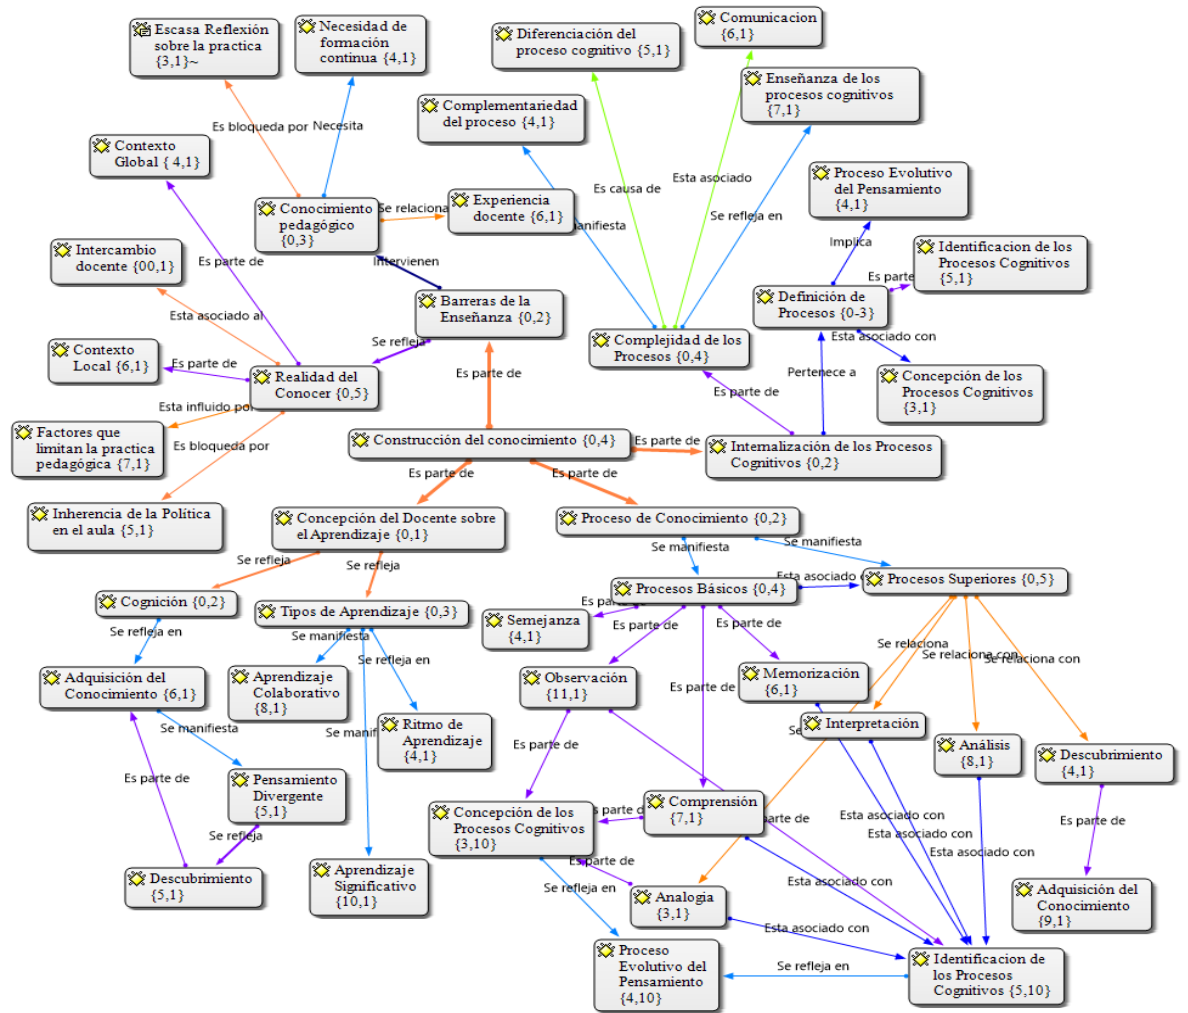 Escasa Reflexión
sobre la practica
{3,1}~
Necesidad de
formación
continua {4,1}
Diferenciación del
proceso cognitivo {5,1}
Comunicacion
{6,1}
Enseñanza de los
procesos cognitivos
{7,1}
Complementariedad
del proceso {4,1}
Es bloqueda por
Necesita
Contexto
Global { 4,1}
Proceso Evolutivo
del Pensamiento
{4,1}
Es causa de
Esta asociado
Se refleja en
Conocimiento
pedagógico
{0,3}
Se relaciona
Experiencia
docente {6,1}
Implica
Intercambio
docente {00,1}
Es parte de
Intervienen
Identificacion de los
Procesos Cognitivos
{5,1}
Es parte
Definición de
Procesos {0-3}
Barreras de la
Enseñanza {0,2}
Esta asociado al
Se refleja
Esta asociado con
Complejidad de los
Procesos {0,4}
Contexto
Local {6,1}
Es parte de
Realidad del
Conocer {0,5}
Es parte de
Pertenece a
Concepción de los
Procesos Cognitivos
{3,1}
Es parte de
Esta influido por
Factores que
limitan la practica
pedagógica {7,1}
Es bloqueda por
Construcción del conocimiento {0,4}
Es parte de
Internalización de los Procesos
Cognitivos {0,2}
Es parte de
Es parte de
Inherencia de la Política
en el aula {5,1}
Concepción del Docente sobre
el Aprendizaje {0,1}
Proceso de Conocimiento {0,2}
Se manifiesta
Se manifiesta
Se refleja
Se refleja
Procesos Básicos {0,4}
Esta asociado
Procesos Superiores {0,5}
Cognición {0,2}
Tipos de Aprendizaje {0,3}
Es parte de
Semejanza
{4,1}
Es parte de
Es parte de
Se refleja en
Se manifiesta
Se refleja en
Se relaciona
Se relaciona con
Se relaciona con
Adquisición del
Conocimiento {6,1}
Aprendizaje
Colaborativo
{8,1}
Observación
{11,1}
Es parte de
Memorización
{6,1}
Se manifiesta
Ritmo de
Aprendizaje
{4,1}
Interpretación
Análisis
{8,1}
Descubrimiento
{4,1}
Es parte de
Es parte de
Pensamiento
Divergente
{5,1}
Concepción de los
Procesos Cognitivos
{3,10}
Es parte de
Comprensión
{7,1}
parte de
Esta asociado con
Esta asociado con
Esta asociado con
Es parte de
Se refleja
Descubrimiento
{5,1}
Aprendizaje
Significativo
{10,1}
Es parte de
Se refleja en
Analogia
{3,1}
Esta asociado con
Adquisición del
Conocimiento
{9,1}
Esta asociado con
Proceso
Evolutivo del
Pensamiento
{4,10}
Se refleja en
Identificacion de
los Procesos
Cognitivos {5,10}